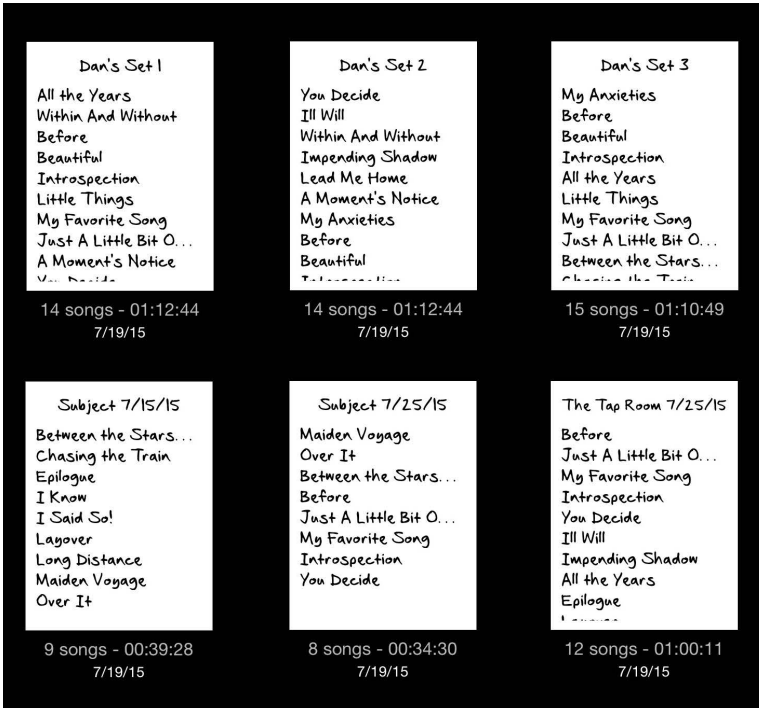 Dan's Set 1
All the Years
Within And Without
Before
Beautiful
Introspection
Little Things
My Favorite Song
Just A Little Bit O...
A Moment's Notice
You Decide
14 songs - 01:12:44
7/19/15
Dan's Set 2
You Decide
Ill Will
Within And Without
Impending Shadow
Lead Me Home
A Moment's Notice
My Anxieties
Before
Beautiful
Introspection
14 songs - 01:12:44
7/19/15
Dan's Set 3
My Anxieties
Before
Beautiful
Introspection
All the Years
Little Things
My Favorite Song
Just A Little Bit O...
Between the Stars...
Chasing the Train
15 songs - 01:10:49
7/19/15
Subject 7/15/15
Between the Stars...
Chasing the Train
Epilogue
I Know
I Said So!
Layover
Long Distance
Maiden Voyage
Over It
9 songs - 00:39:28
7/19/15
Subject 7/25/15
Maiden Voyage
Over It
Between the Stars...
Before
Just A Little Bit O...
My Favorite Song
Introspection
You Decide
8 songs - 00:34:30
7/19/15
The Tap Room 7/25/15
Before
Just A Little Bit O...
My Favorite Song
Introspection
You Decide
Ill Will
Impending Shadow
All the Years
Epilogue
12 songs - 01:00:11
7/19/15